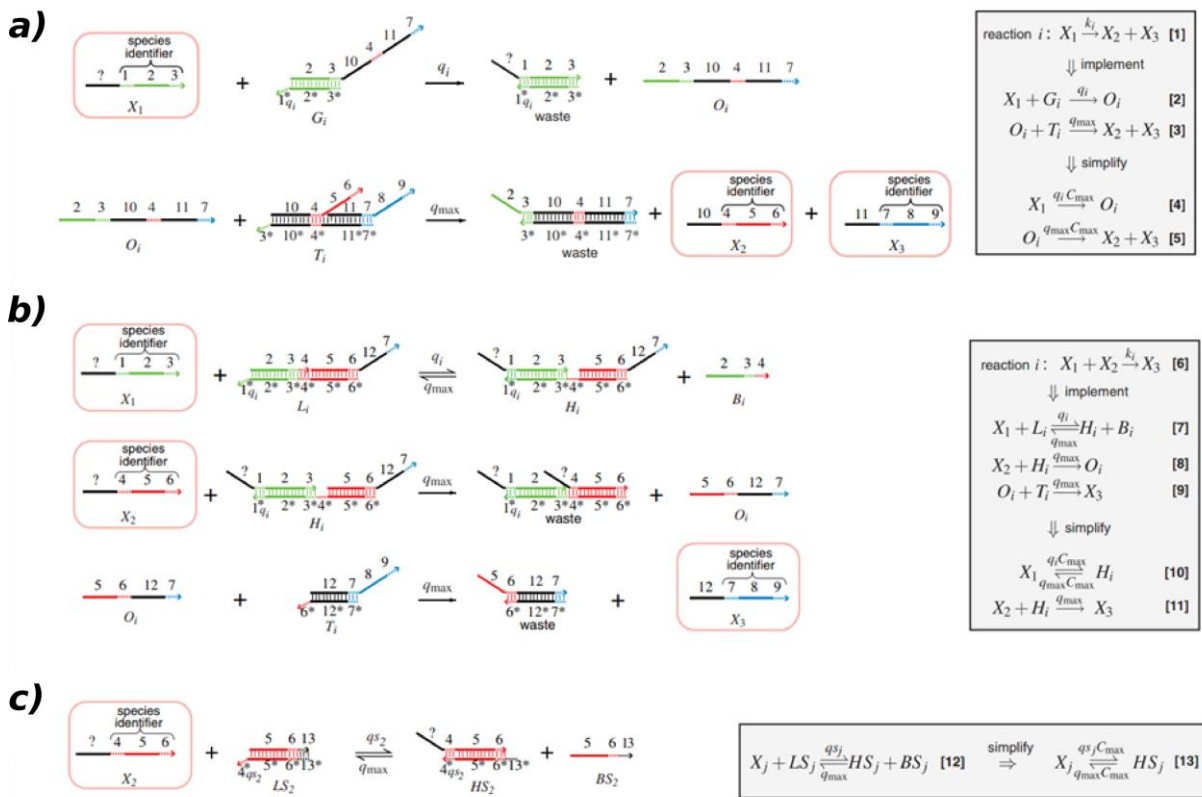 a)
species identifier
? 1 2 3
X₁
+
2 3 10 4 11 7
1*qᵢ 2* 3*
Gᵢ
qᵢ
?
1 2 3
1*qᵢ 2* 3*
waste
+
2 3 10 4 11 7
Oᵢ
2 3 10 4 11 7
Oᵢ
+
10 4 5 6 11 8 9
3* 10* 4* 11* 7*
Tᵢ
qmax
2 3 10 4 11 7
3* 10* 4* 11* 7*
waste
+
species identifier
10 4 5 6
X₂
+
species identifier
11 7 8 9
X₃
reaction i: X₁ →kᵢ X₂ + X₃ [1]
⇓ implement
X₁ + Gᵢ →qᵢ Oᵢ [2]
Oᵢ + Tᵢ →qmax X₂ + X₃ [3]
⇓ simplify
X₁ →qᵢCmax Oᵢ [4]
Oᵢ →qmaxCmax X₂ + X₃ [5]
b)
species identifier
? 1 2 3
X₁
+
2 3 4 5 6 12 7
1*qᵢ 2* 3*4* 5* 6*
Lᵢ
qᵢ
qmax
? 1 2 3 5 6 12 7
1*qᵢ 2* 3*4* 5* 6*
Hᵢ
+
2 3 4
Bᵢ
species identifier
? 4 5 6
X₂
+
? 1 2 3 5 6 12 7
1*qᵢ 2* 3*4* 5* 6*
Hᵢ
qmax
? 1 2 3 ? 4 5 6
1*qᵢ 2* 3*4* 5* 6*
waste
+
5 6 12 7
Oᵢ
5 6 12 7
Oᵢ
+
12 7 8 9
6* 12* 7*
Tᵢ
qmax
5 6 12 7
6* 12* 7*
waste
+
species identifier
12 7 8 9
X₃
reaction i: X₁ + X₂ →kᵢ X₃ [6]
⇓ implement
X₁ + Lᵢ ⇌ Hᵢ + Bᵢ qᵢ qmax [7]
X₂ + Hᵢ →qmax Oᵢ [8]
Oᵢ + Tᵢ →qmax X₃ [9]
⇓ simplify
X₁ ⇌ Hᵢ qᵢCmax qmaxCmax [10]
X₂ + Hᵢ →qmax X₃ [11]
c)
species identifier
? 4 5 6
X₂
+
5 6 13
4*qs₂ 5* 6*13*
LS₂
qs₂
qmax
? 4 5 6
4*qs₂ 5* 6*13*
HS₂
+
5 6 13
BS₂
Xⱼ + LSⱼ ⇌ HSⱼ + BSⱼ qsⱼ qmax [12] simplify ⇒ Xⱼ ⇌ HSⱼ qsⱼCmax qmaxCmax [13]